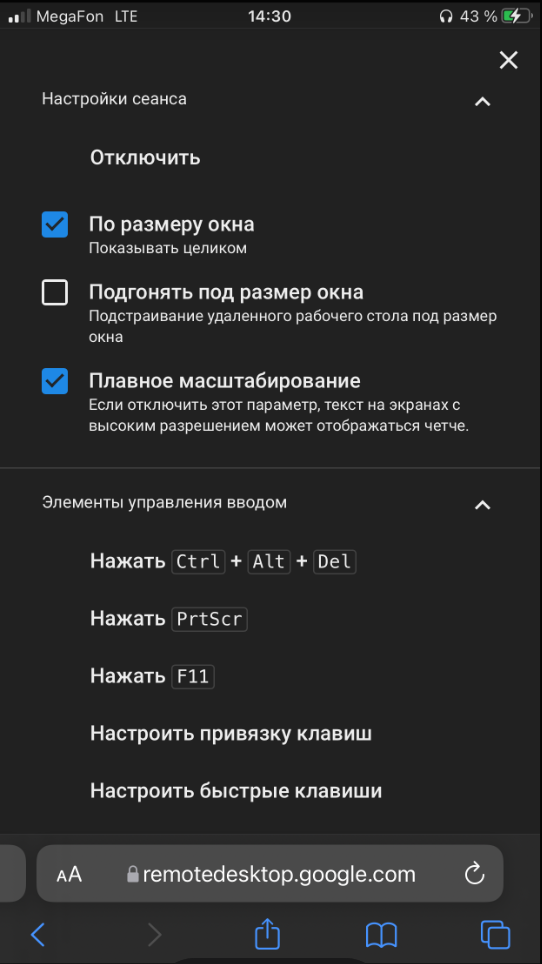 MegaFon LTE 14:30 43 %
Настройки сеанса
Отключить
По размеру окна
Показывать целиком
Подгонять под размер окна
Подстраивание удаленного рабочего стола под размер
окна
Плавное масштабирование
Если отключить этот параметр, текст на экранах с
высоким разрешением может отображаться четче.
Элементы управления вводом
Нажать Ctrl + Alt + Del
Нажать PrtScr
Нажать F11
Настроить привязку клавиш
Настроить быстрые клавиши
AA remotedesktop.google.com